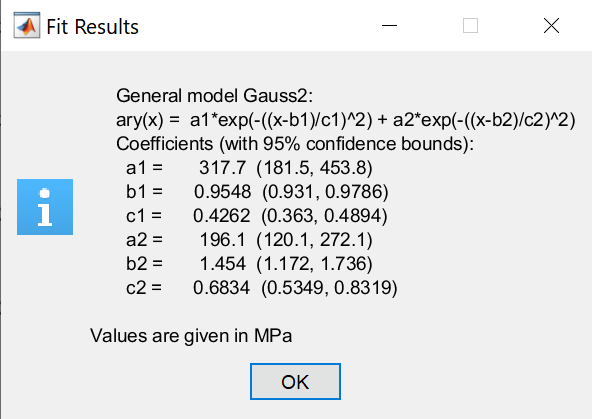 Fit Results
General model Gauss2:
ary(x) = a1*exp(-((x-b1)/c1)^2) + a2*exp(-((x-b2)/c2)^2)
Coefficients (with 95% confidence bounds):
a1 = 317.7 (181.5, 453.8)
b1 = 0.9548 (0.931, 0.9786)
c1 = 0.4262 (0.363, 0.4894)
a2 = 196.1 (120.1, 272.1)
b2 = 1.454 (1.172, 1.736)
c2 = 0.6834 (0.5349, 0.8319)
Values are given in MPa
OK